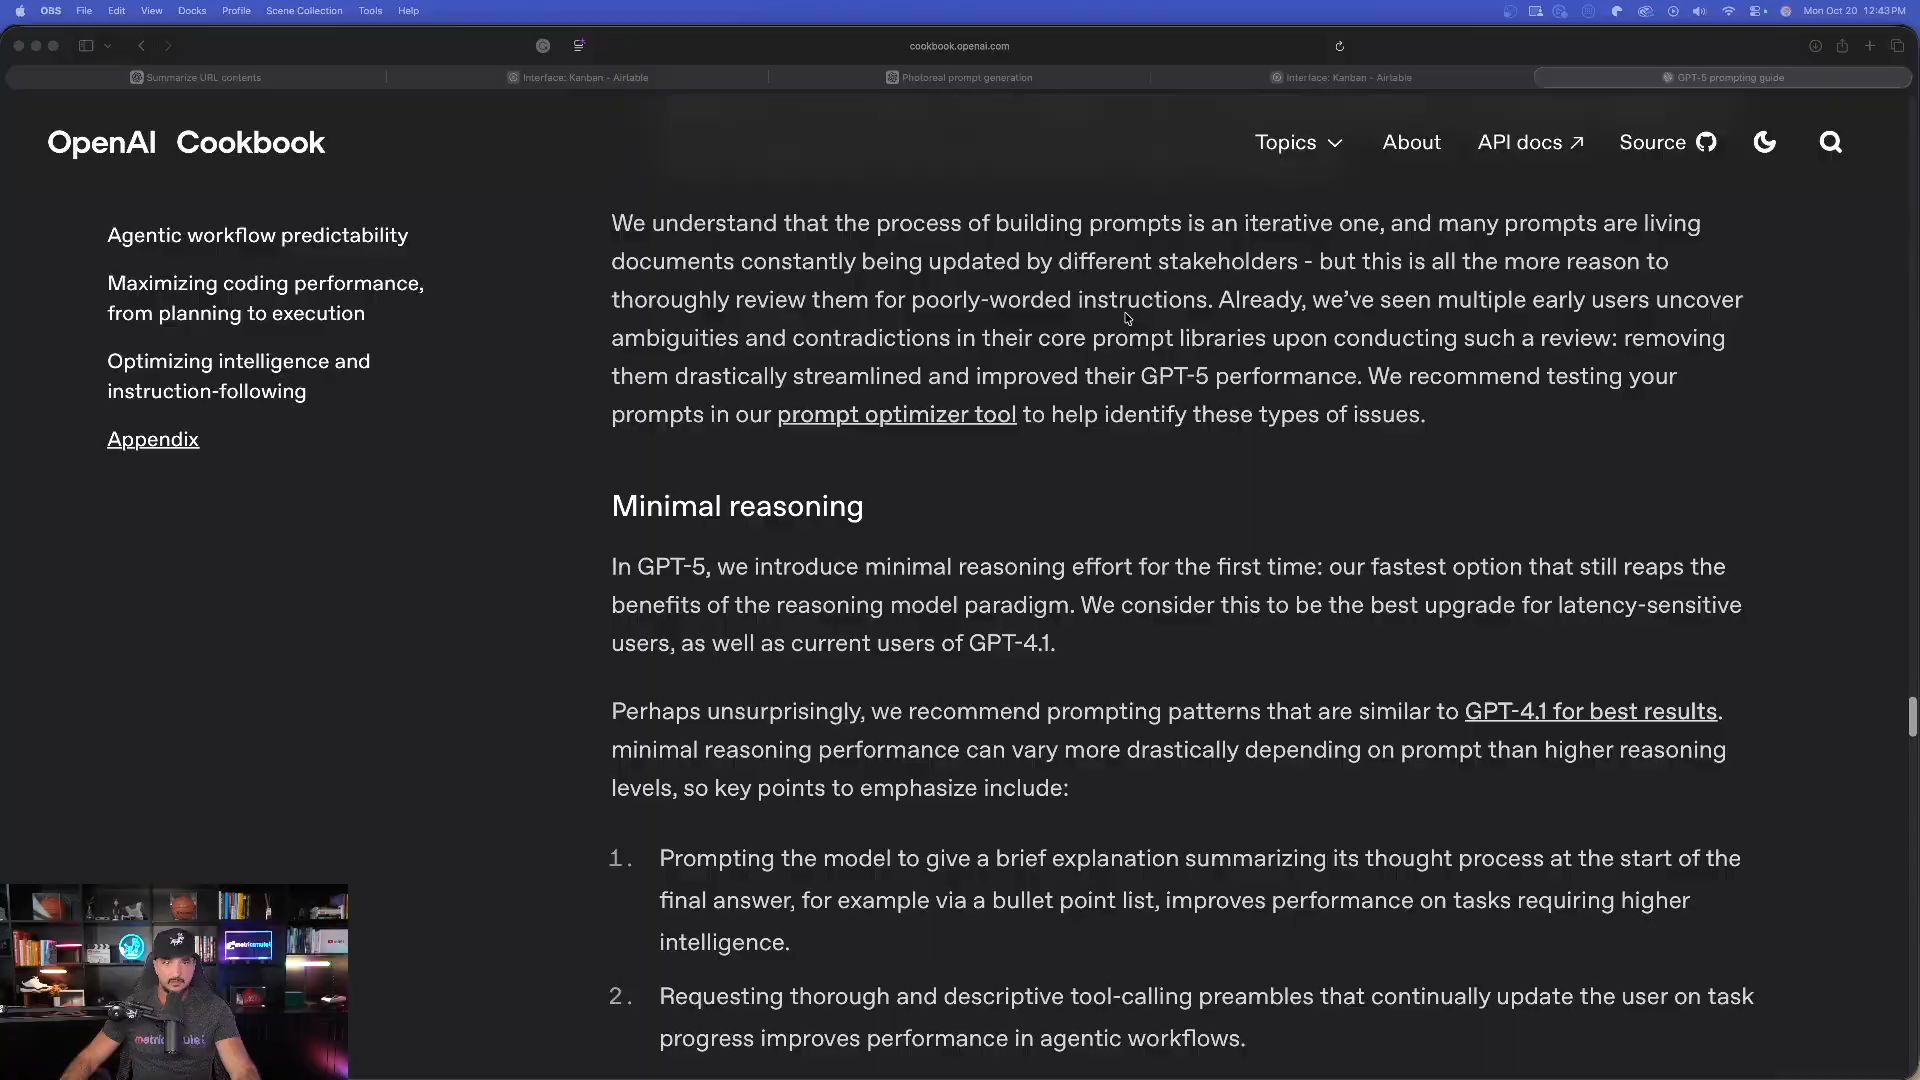 OBS File Edit View Docks Profile Scene Collection Tools Help Mon Oct 20 12:43PM
cookbook.openai.com
Summarize URL contents Interface: Kanban - Airtable Photoreal prompt generation Interface: Kanban - Airtable GPT-5 prompting guide
OpenAI Cookbook Topics About API docs ↗ Source
Agentic workflow predictability
Maximizing coding performance,
from planning to execution
Optimizing intelligence and
instruction-following
Appendix
We understand that the process of building prompts is an iterative one, and many prompts are living
documents constantly being updated by different stakeholders - but this is all the more reason to
thoroughly review them for poorly-worded instructions. Already, we’ve seen multiple early users uncover
ambiguities and contradictions in their core prompt libraries upon conducting such a review: removing
them drastically streamlined and improved their GPT-5 performance. We recommend testing your
prompts in our prompt optimizer tool to help identify these types of issues.
Minimal reasoning
In GPT-5, we introduce minimal reasoning effort for the first time: our fastest option that still reaps the
benefits of the reasoning model paradigm. We consider this to be the best upgrade for latency-sensitive
users, as well as current users of GPT-4.1.
Perhaps unsurprisingly, we recommend prompting patterns that are similar to GPT-4.1 for best results.
minimal reasoning performance can vary more drastically depending on prompt than higher reasoning
levels, so key points to emphasize include:
1. Prompting the model to give a brief explanation summarizing its thought process at the start of the
final answer, for example via a bullet point list, improves performance on tasks requiring higher
intelligence.
2. Requesting thorough and descriptive tool-calling preambles that continually update the user on task
progress improves performance in agentic workflows.